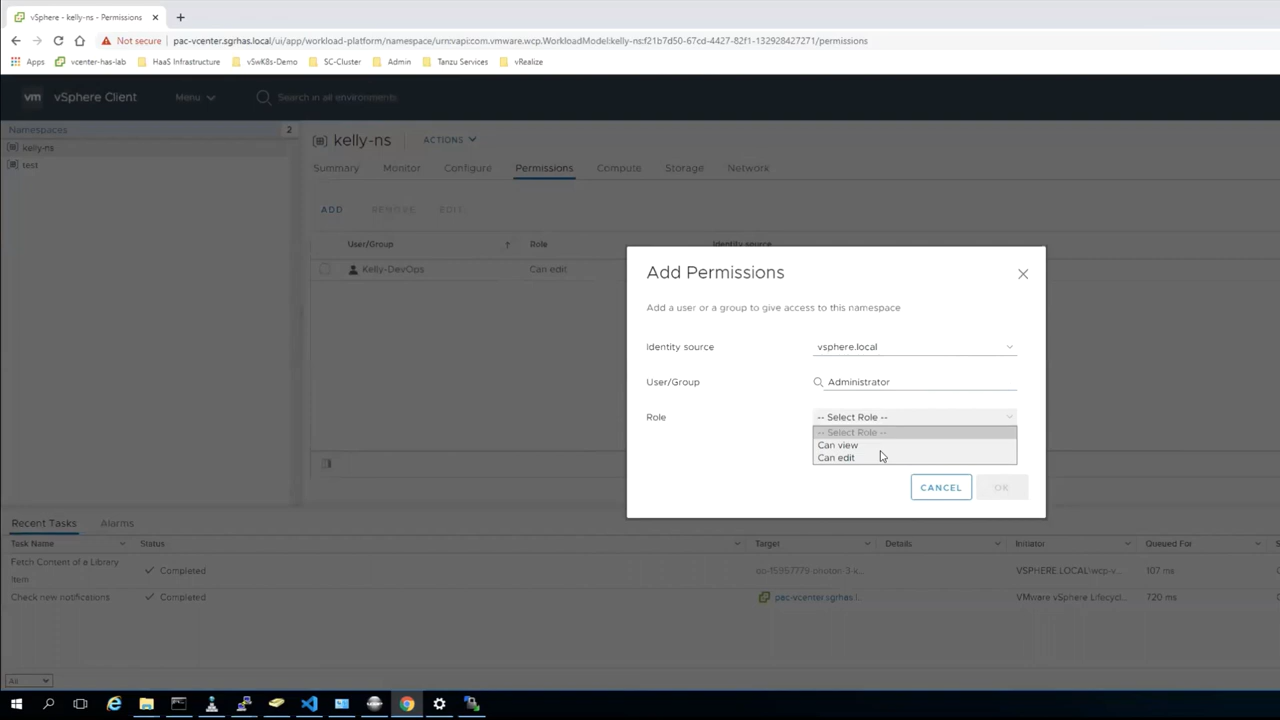 vSphere - kelly-ns - Permissions
Not secure pac-vcenter.sgrhas.local/ui/app/workload-platform/namespace/urn:vapi:com.vmware.wcp.WorkloadModel:kelly-ns:f21b7d50-67cd-4427-82f1-132928427271/permissions
Apps vcenter-has-lab HaaS Infrastructure vSwK8s-Demo SC-Cluster Admin Tanzu Services vRealize
vm vSphere Client Menu Search in all environments
Namespaces 2
kelly-ns
test
kelly-ns ACTIONS
Summary Monitor Configure Permissions Compute Storage Network
ADD REMOVE EDIT
User/Group Role Identity source
Kelly-DevOps Can edit
Add Permissions
Add a user or a group to give access to this namespace
Identity source vsphere.local
User/Group Administrator
Role -- Select Role --
-- Select Role --
Can view
Can edit
CANCEL OK
Recent Tasks Alarms
Task Name Status Target Details Initiator Queued For
Fetch Content of a Library Item Completed VSPHERE.LOCAL\wcp-v... 107 ms
Check new notifications Completed pac-vcenter.sgrhas.l... VMware vSphere Lifecycl... 720 ms
All